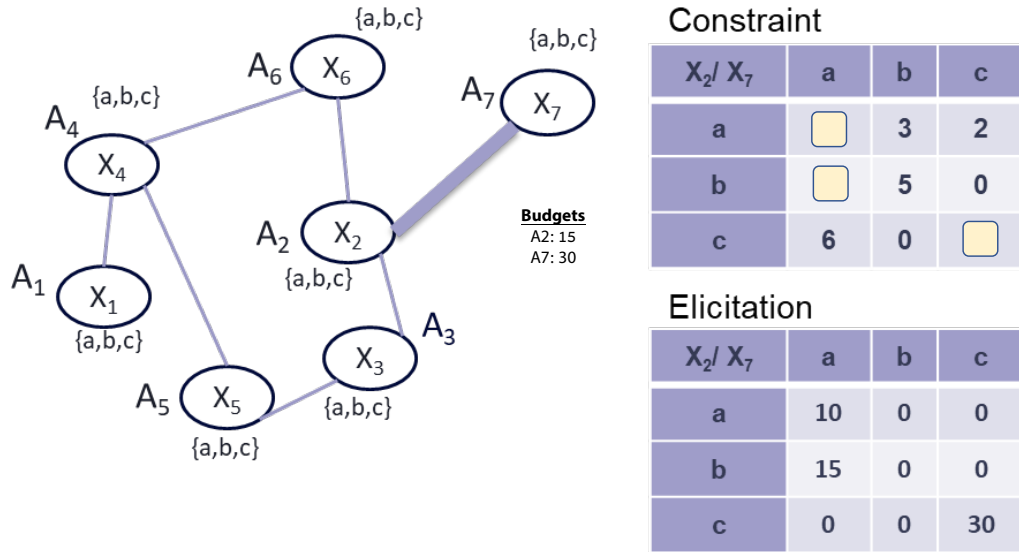 {a,b,c}
A₆
X₆
{a,b,c}
A₇
X₇
{a,b,c}
A₄
X₄
A₂
X₂
{a,b,c}
Budgets
A2: 15
A7: 30
A₁
X₁
{a,b,c}
A₃
X₃
{a,b,c}
A₅
X₅
{a,b,c}
Constraint
X₂/ X₇ a b c
a 3 2
b 5 0
c 6 0
Elicitation
X₂/ X₇ a b c
a 10 0 0
b 15 0 0
c 0 0 30